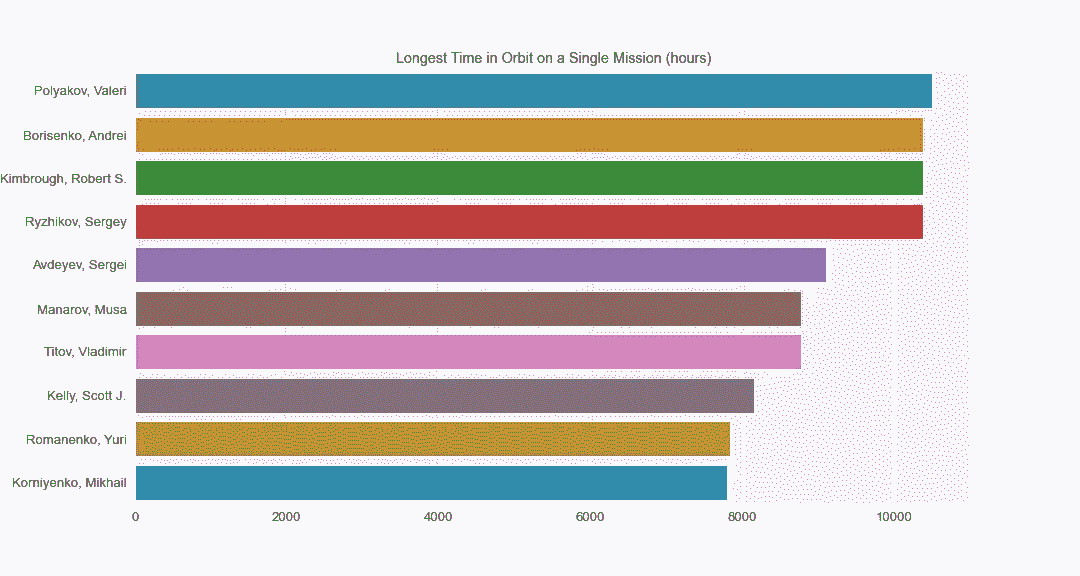 Longest Time in Orbit on a Single Mission (hours)
Polyakov, Valeri
Borisenko, Andrei
Kimbrough, Robert S.
Ryzhikov, Sergey
Avdeyev, Sergei
Manarov, Musa
Titov, Vladimir
Kelly, Scott J.
Romanenko, Yuri
Korniyenko, Mikhail
0 2000 4000 6000 8000 10000